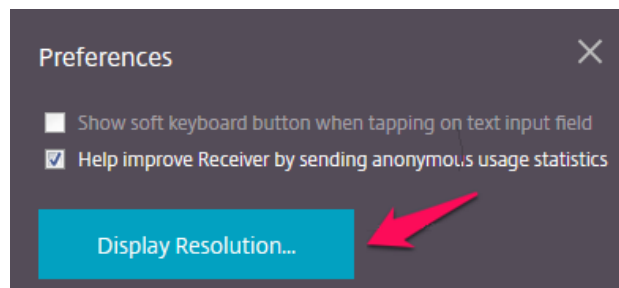 Preferences
Show soft keyboard button when tapping on text input field
Help improve Receiver by sending anonymous usage statistics
Display Resolution...